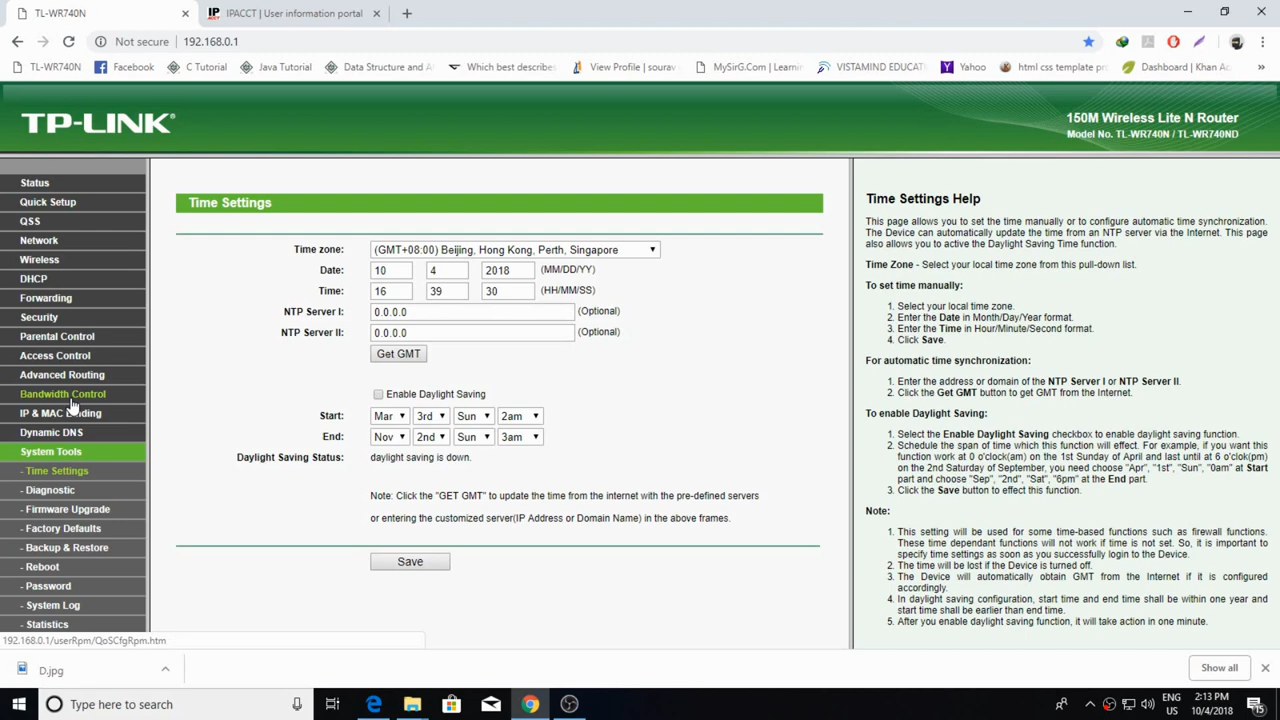 TL-WR740N
IPACCT | User information portal
Not secure
192.168.0.1
TL-WR740N
Facebook
C Tutorial
Java Tutorial
Data Structure and A
Which best describes
View Profile | sourav
MySirG.Com | Learni
VISTAMIND EDUCAT
Yahoo
html css template pro
Dashboard | Khan Ac
TP-LINK
150M Wireless Lite N Router
Model No. TL-WR740N / TL-WR740ND
Status
Quick Setup
QSS
Network
Wireless
DHCP
Forwarding
Security
Parental Control
Access Control
Advanced Routing
Bandwidth Control
IP & MAC Binding
Dynamic DNS
System Tools
- Time Settings
- Diagnostic
- Firmware Upgrade
- Factory Defaults
- Backup & Restore
- Reboot
- Password
- System Log
- Statistics
192.168.0.1/userRpm/QoSCfgRpm.htm
Time Settings
Time zone: (GMT+08:00) Beijing, Hong Kong, Perth, Singapore
Date: 10 4 2018 (MM/DD/YY)
Time: 16 39 30 (HH/MM/SS)
NTP Server I: 0.0.0.0 (Optional)
NTP Server II: 0.0.0.0 (Optional)
Get GMT
Enable Daylight Saving
Start: Mar 3rd Sun 2am
End: Nov 2nd Sun 3am
Daylight Saving Status: daylight saving is down.
Note: Click the "GET GMT" to update the time from the internet with the pre-defined servers
or entering the customized server(IP Address or Domain Name) in the above frames.
Save
Time Settings Help
This page allows you to set the time manually or to configure automatic time synchronization.
The Device can automatically update the time from an NTP server via the Internet. This page
also allows you to activate the Daylight Saving Time function.
Time Zone - Select your local time zone from this pull-down list.
To set time manually:
1. Select your local time zone.
2. Enter the Date in Month/Day/Year format.
3. Enter the Time in Hour/Minute/Second format.
4. Click Save.
For automatic time synchronization:
1. Enter the address or domain of the NTP Server I or NTP Server II.
2. Click the Get GMT button to get GMT from the Internet.
To enable Daylight Saving:
1. Select the Enable Daylight Saving checkbox to enable daylight saving function.
2. Schedule the span of time which this function will effect. For example, if you want this
function work at 0 o'clock(am) on the 1st Sunday of April and last until at 6 o'clock(pm)
on the 2nd Saturday of September, you need choose "Apr", "1st", "Sun", "0am" at Start
part and choose "Sep", "2nd", "Sat", "6pm" at the End part.
3. Click the Save button to effect this function.
Note:
1. This setting will be used for some time-based functions such as firewall functions.
These time dependant functions will not work if time is not set. So, it is important to
specify time settings as soon as you successfully login to the Device.
2. The time will be lost if the Device is turned off.
3. The Device will automatically obtain GMT from the Internet if it is configured
accordingly.
4. In daylight saving configuration, start time and end time shall be within one year and
start time shall be earlier than end time.
5. After you enable daylight saving function, it will take action in one minute.
D.jpg
Show all
Type here to search
ENG
US
2:13 PM
10/4/2018
15